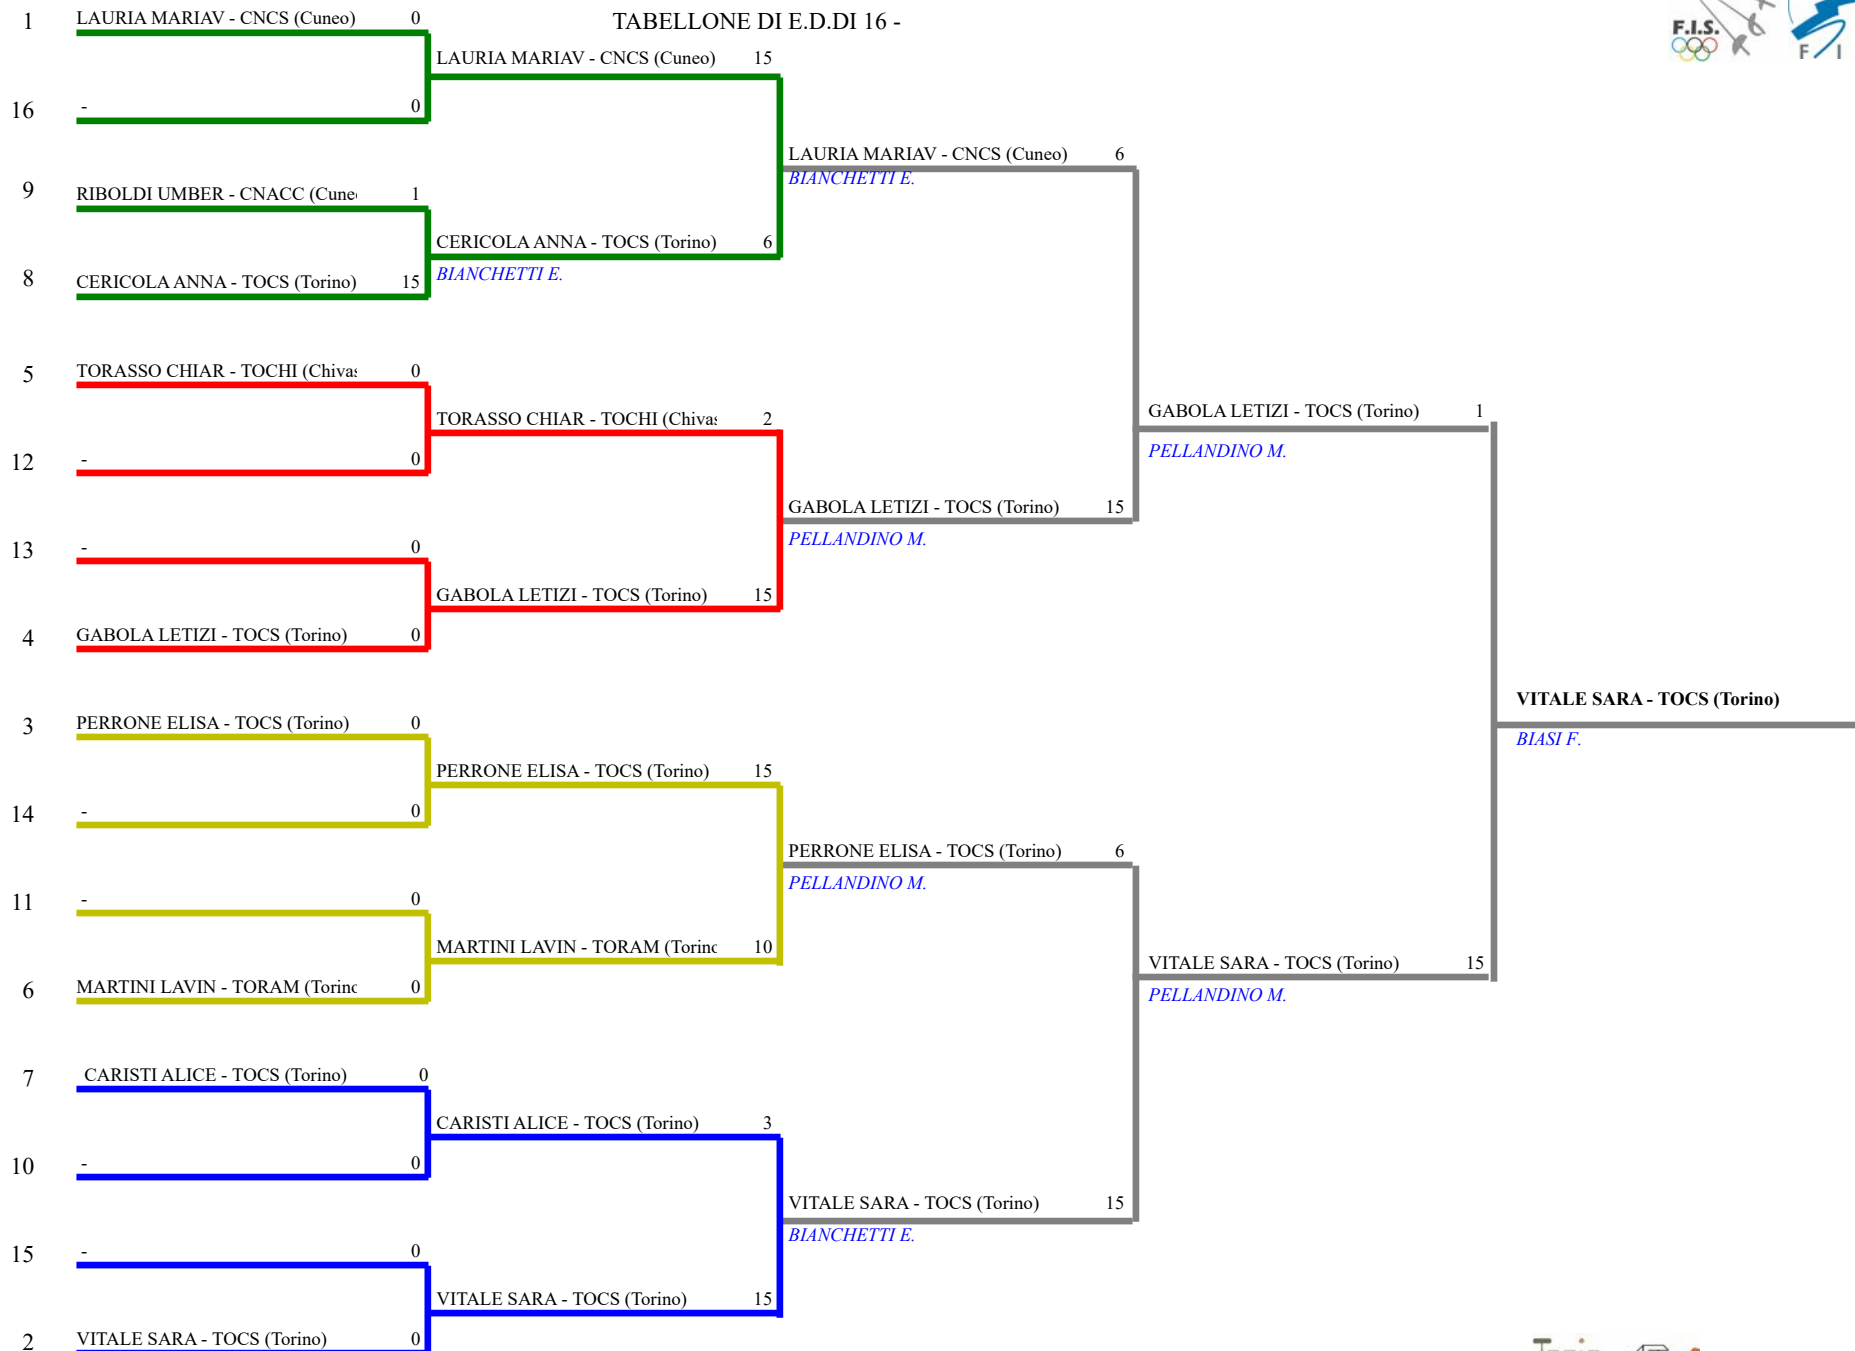 TABELLONE DI E.D.DI 16 -
F.I.S.
F I
1 LAURIA MARIAV - CNCS (Cuneo) 0
LAURIA MARIAV - CNCS (Cuneo) 15
16 - 0
LAURIA MARIAV - CNCS (Cuneo) 6
BIANCHETTI E.
9 RIBOLDI UMBER - CNACC (Cune 1
CERICOLA ANNA - TOCS (Torino) 6
BIANCHETTI E.
8 CERICOLA ANNA - TOCS (Torino) 15
5 TORASSO CHIAR - TOCHI (Chivas 0
TORASSO CHIAR - TOCHI (Chivas 2
GABOLA LETIZI - TOCS (Torino) 1
PELLANDINO M.
12 - 0
GABOLA LETIZI - TOCS (Torino) 15
PELLANDINO M.
13 - 0
GABOLA LETIZI - TOCS (Torino) 15
4 GABOLA LETIZI - TOCS (Torino) 0
VITALE SARA - TOCS (Torino)
BIASI F.
3 PERRONE ELISA - TOCS (Torino) 0
PERRONE ELISA - TOCS (Torino) 15
14 - 0
PERRONE ELISA - TOCS (Torino) 6
PELLANDINO M.
11 - 0
MARTINI LAVIN - TORAM (Torino 10
VITALE SARA - TOCS (Torino) 15
PELLANDINO M.
6 MARTINI LAVIN - TORAM (Torino 0
7 CARISTI ALICE - TOCS (Torino) 0
CARISTI ALICE - TOCS (Torino) 3
10 - 0
VITALE SARA - TOCS (Torino) 15
BIANCHETTI E.
15 - 0
VITALE SARA - TOCS (Torino) 15
2 VITALE SARA - TOCS (Torino) 0